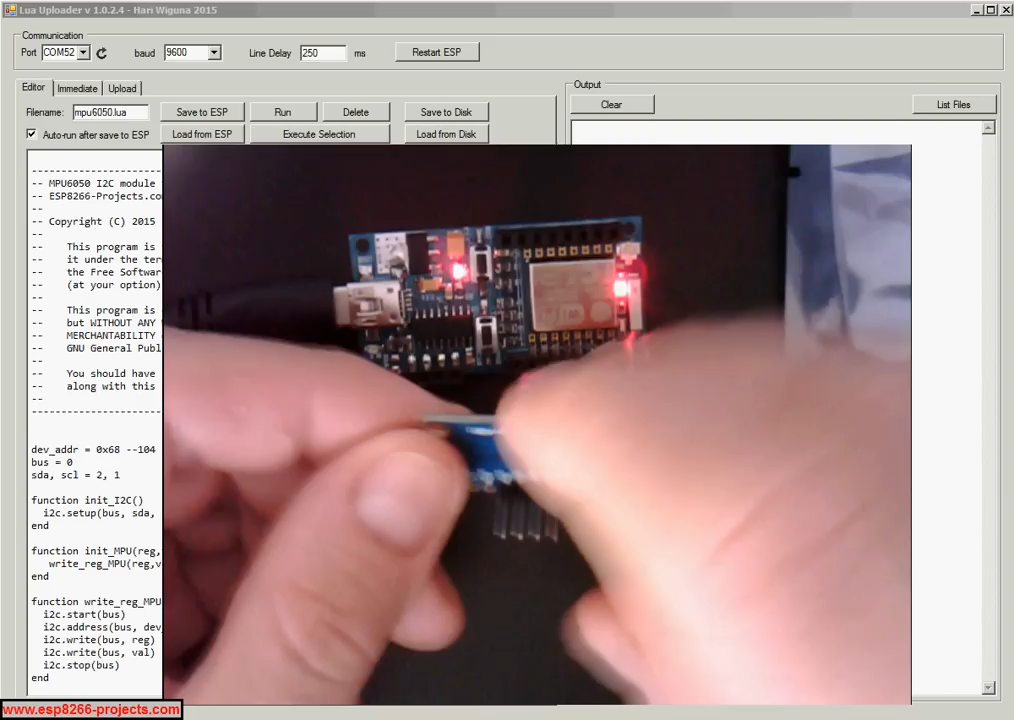 Lua Uploader v 1.0.2.4 - Hari Wiguna 2015
Communication
Port COM52 baud 9600 Line Delay 250 ms Restart ESP
Editor Immediate Upload
Filename: mpu6050.lua Save to ESP Run Delete Save to Disk
Auto-run after save to ESP Load from ESP Execute Selection Load from Disk
Output
Clear List Files
------------------------
-- MPU6050 I2C module
-- ESP8266-Projects.co
--
-- Copyright (C) 2015
--
-- This program is
-- it under the ter
-- the Free Softwar
-- (at your option)
--
-- This program is
-- but WITHOUT ANY
-- MERCHANTABILITY
-- GNU General Publ
--
-- You should have
-- along with this
--
------------------------
dev_addr = 0x68 --104
bus = 0
sda, scl = 2, 1
function init_I2C()
i2c.setup(bus, sda,
end
function init_MPU(reg,
write_reg_MPU(reg,v
end
function write_reg_MPU
i2c.start(bus)
i2c.address(bus, dev_
i2c.write(bus, reg)
i2c.write(bus, val)
i2c.stop(bus)
end
www.esp8266-projects.com